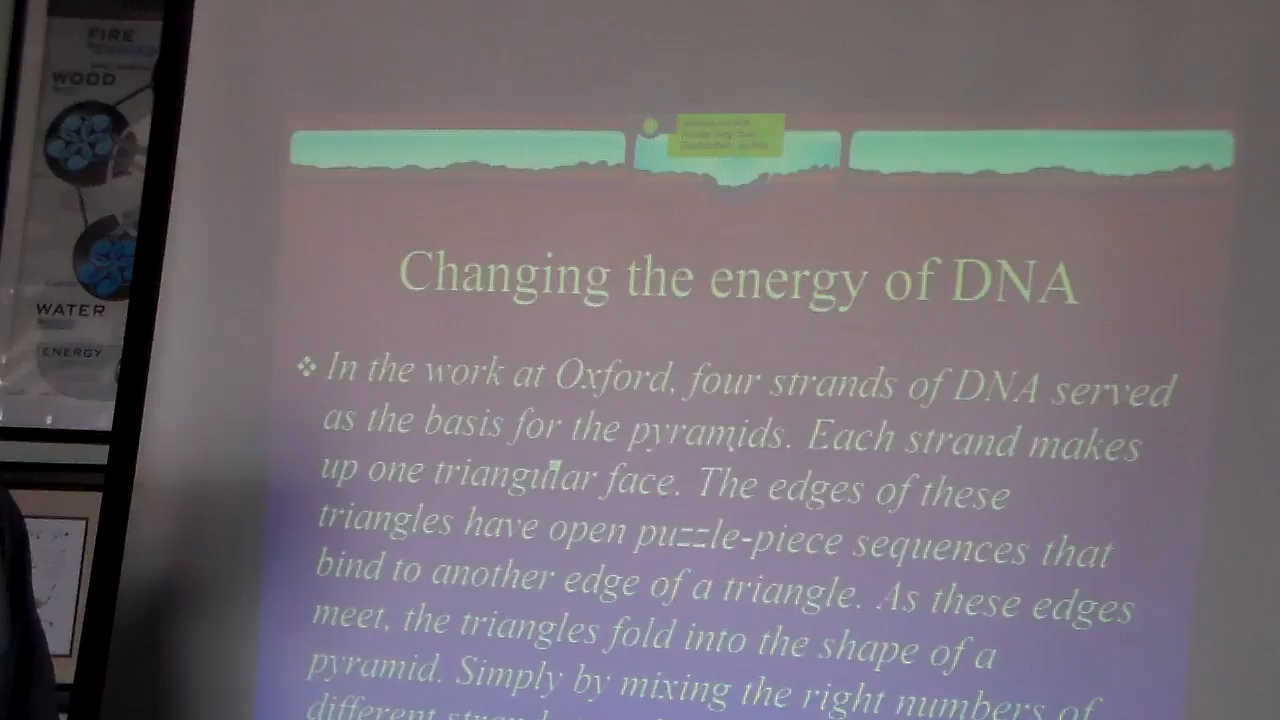 FIRE
WOOD
WATER
ENERGY
Changing the energy of DNA
❖ In the work at Oxford, four strands of DNA served
as the basis for the pyramids. Each strand makes
up one triangular face. The edges of these
triangles have open puzzle-piece sequences that
bind to another edge of a triangle. As these edges
meet, the triangles fold into the shape of a
pyramid. Simply by mixing the right numbers of
different